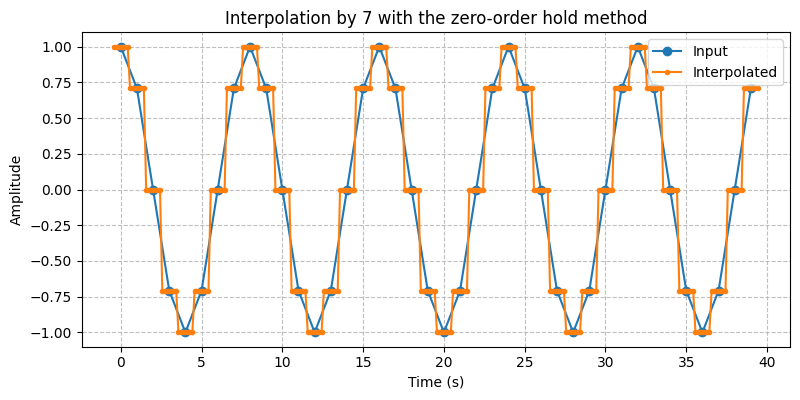 Interpolation by 7 with the zero-order hold method
Input
Interpolated
Amplitude
1.00
0.75
0.50
0.25
0.00
−0.25
−0.50
−0.75
−1.00
0 5 10 15 20 25 30 35 40
Time (s)